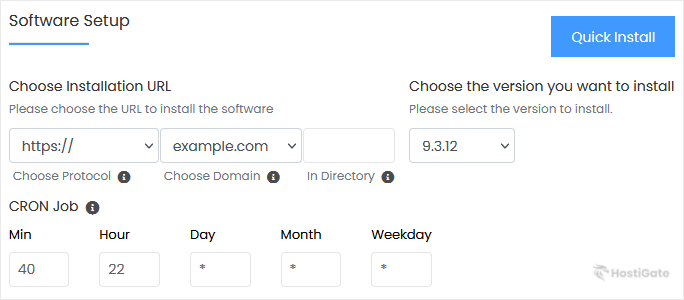 Software Setup
Quick Install
Choose Installation URL
Please choose the URL to install the software
Choose the version you want to install
Please select the version to install.
https:// example.com 9.3.12
Choose Protocol Choose Domain In Directory
CRON Job
Min Hour Day Month Weekday
40 22 * * *
HostiGate